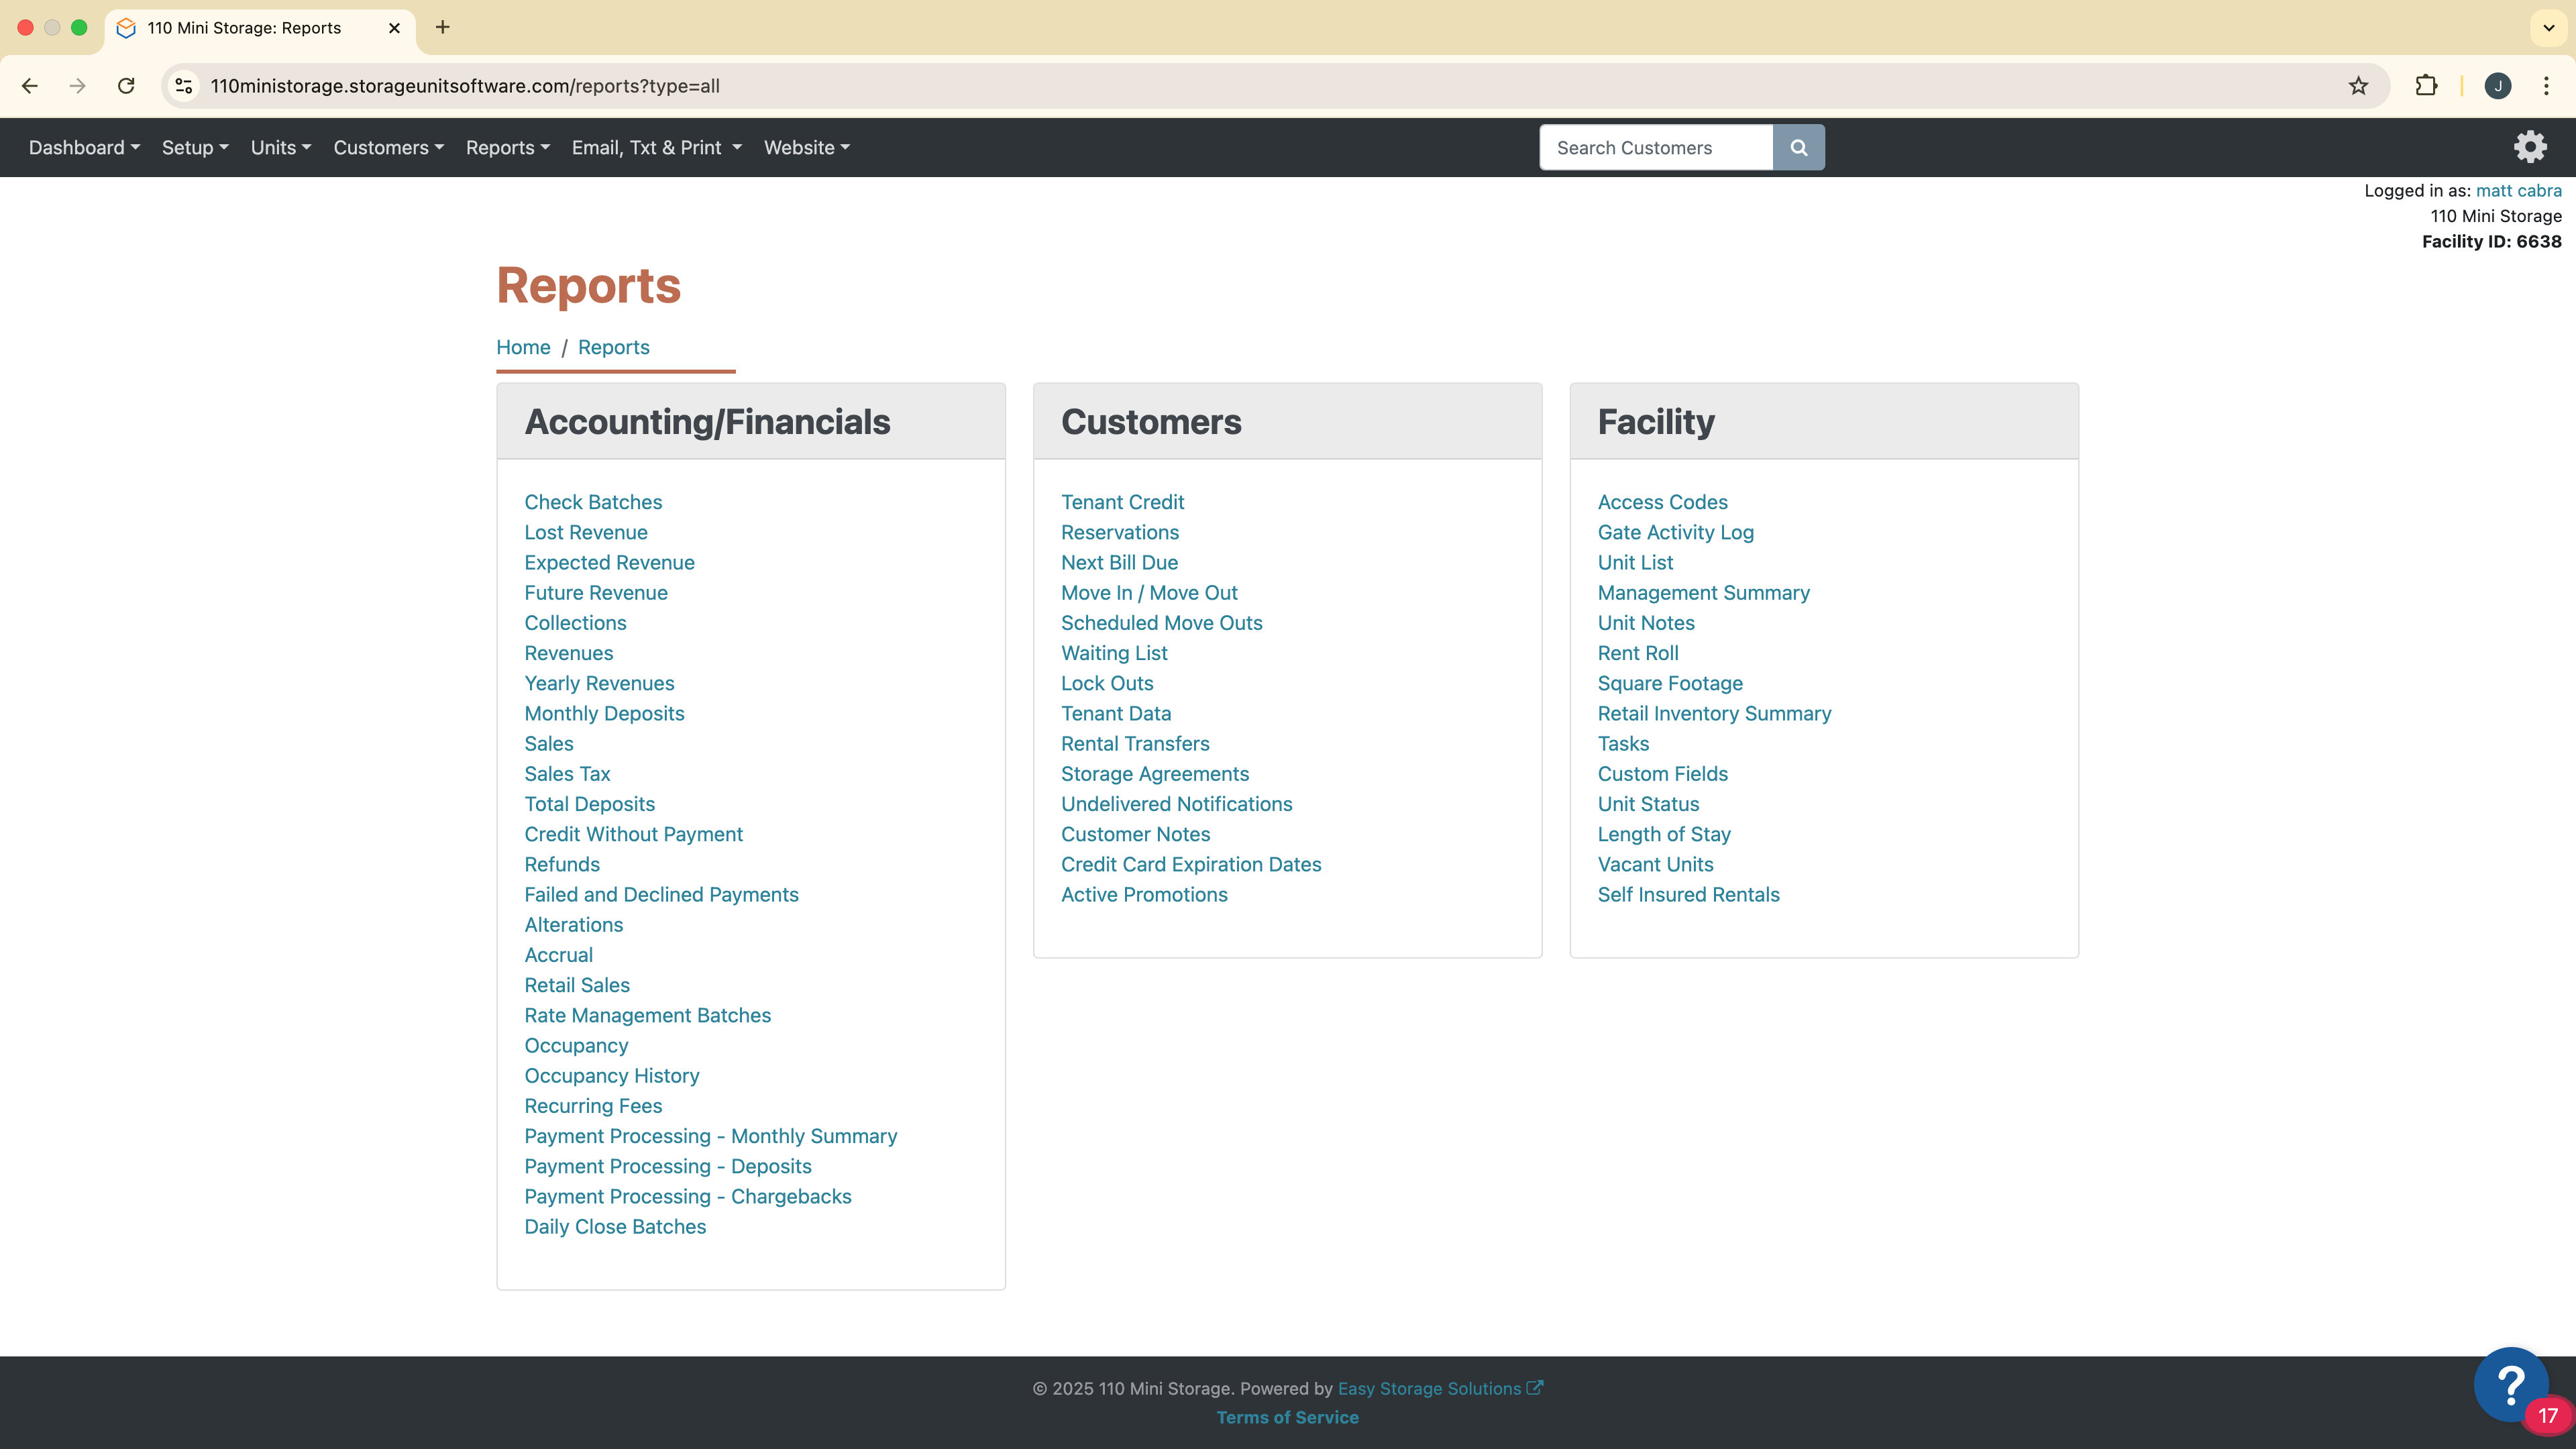 110 Mini Storage: Reports
110ministorage.storageunitsoftware.com/reports?type=all
J
Dashboard Setup Units Customers Reports Email, Txt & Print Website
Search Customers
Logged in as: matt cabra
110 Mini Storage
Facility ID: 6638
Reports
Home / Reports
Accounting/Financials
Check Batches
Lost Revenue
Expected Revenue
Future Revenue
Collections
Revenues
Yearly Revenues
Monthly Deposits
Sales
Sales Tax
Total Deposits
Credit Without Payment
Refunds
Failed and Declined Payments
Alterations
Accrual
Retail Sales
Rate Management Batches
Occupancy
Occupancy History
Recurring Fees
Payment Processing - Monthly Summary
Payment Processing - Deposits
Payment Processing - Chargebacks
Daily Close Batches
Customers
Tenant Credit
Reservations
Next Bill Due
Move In / Move Out
Scheduled Move Outs
Waiting List
Lock Outs
Tenant Data
Rental Transfers
Storage Agreements
Undelivered Notifications
Customer Notes
Credit Card Expiration Dates
Active Promotions
Facility
Access Codes
Gate Activity Log
Unit List
Management Summary
Unit Notes
Rent Roll
Square Footage
Retail Inventory Summary
Tasks
Custom Fields
Unit Status
Length of Stay
Vacant Units
Self Insured Rentals
© 2025 110 Mini Storage. Powered by Easy Storage Solutions
Terms of Service
?
17